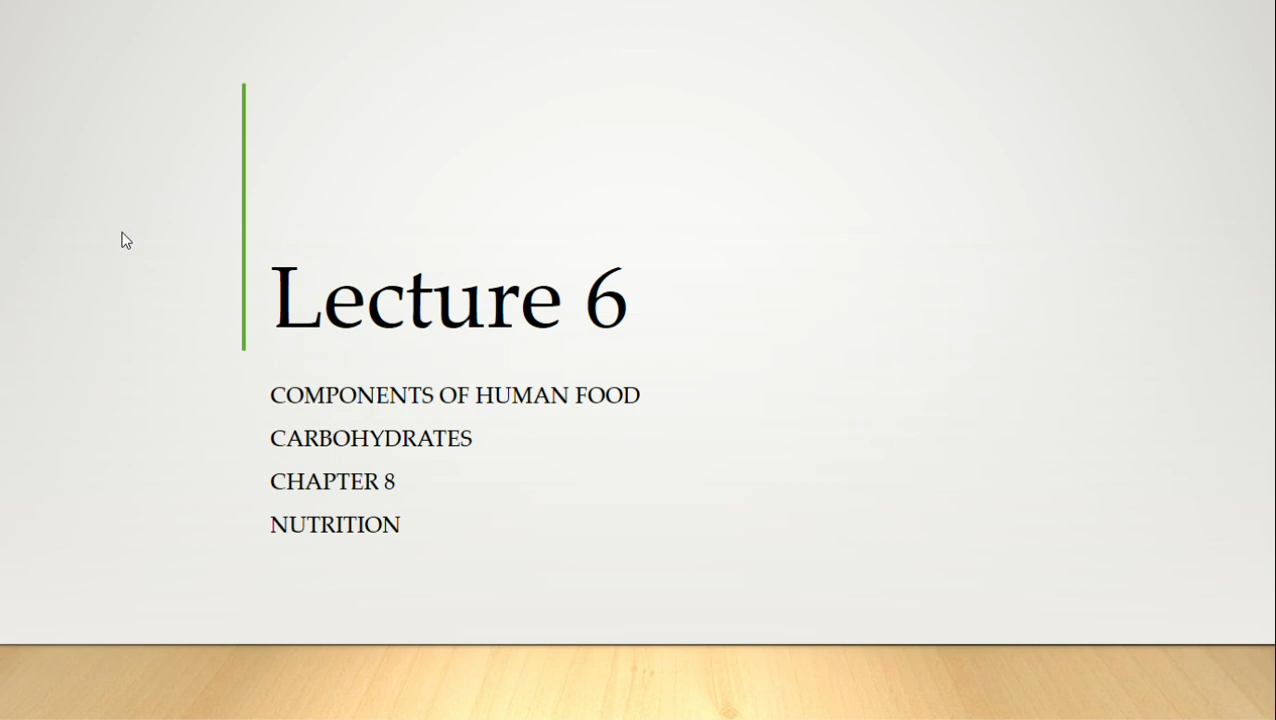 Lecture 6
COMPONENTS OF HUMAN FOOD
CARBOHYDRATES
CHAPTER 8
NUTRITION